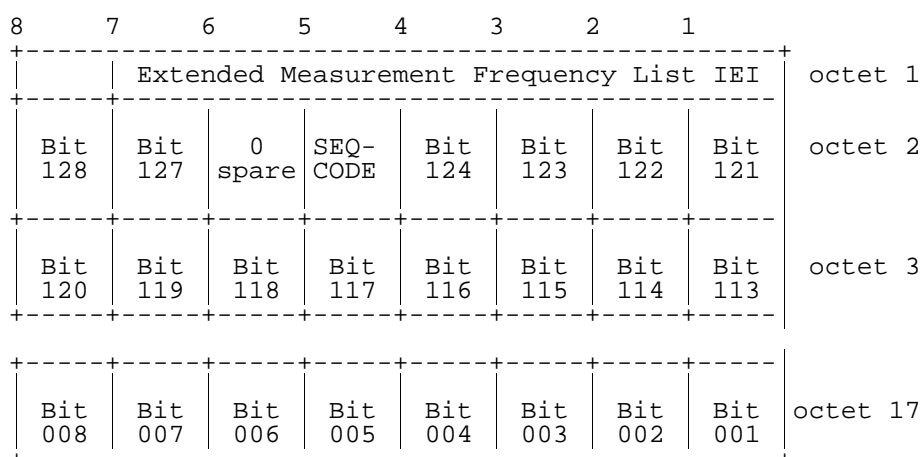 8 7 6 5 4 3 2 1
Extended Measurement Frequency List IEI octet 1
Bit Bit 0 SEQ- Bit Bit Bit Bit octet 2
128 127 spare CODE 124 123 122 121
Bit Bit Bit Bit Bit Bit Bit Bit octet 3
120 119 118 117 116 115 114 113
Bit Bit Bit Bit Bit Bit Bit Bit octet 17
008 007 006 005 004 003 002 001